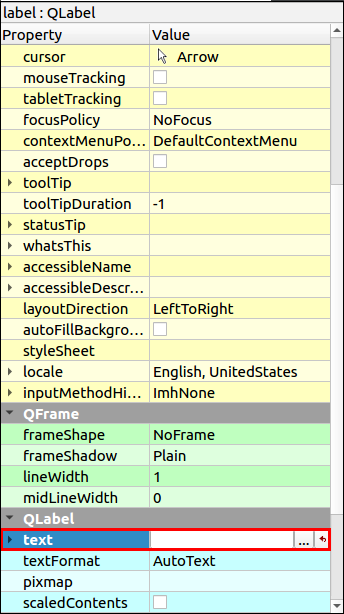 label : QLabel
Property Value
cursor Arrow
mouseTracking
tabletTracking
focusPolicy NoFocus
contextMenuPo... DefaultContextMenu
acceptDrops
toolTip
toolTipDuration -1
statusTip
whatsThis
accessibleName
accessibleDescr...
layoutDirection LeftToRight
autoFillBackgro...
styleSheet
locale English, UnitedStates
inputMethodHi... ImhNone
QFrame
frameShape NoFrame
frameShadow Plain
lineWidth 1
midLineWidth 0
QLabel
text ...
textFormat AutoText
pixmap
scaledContents